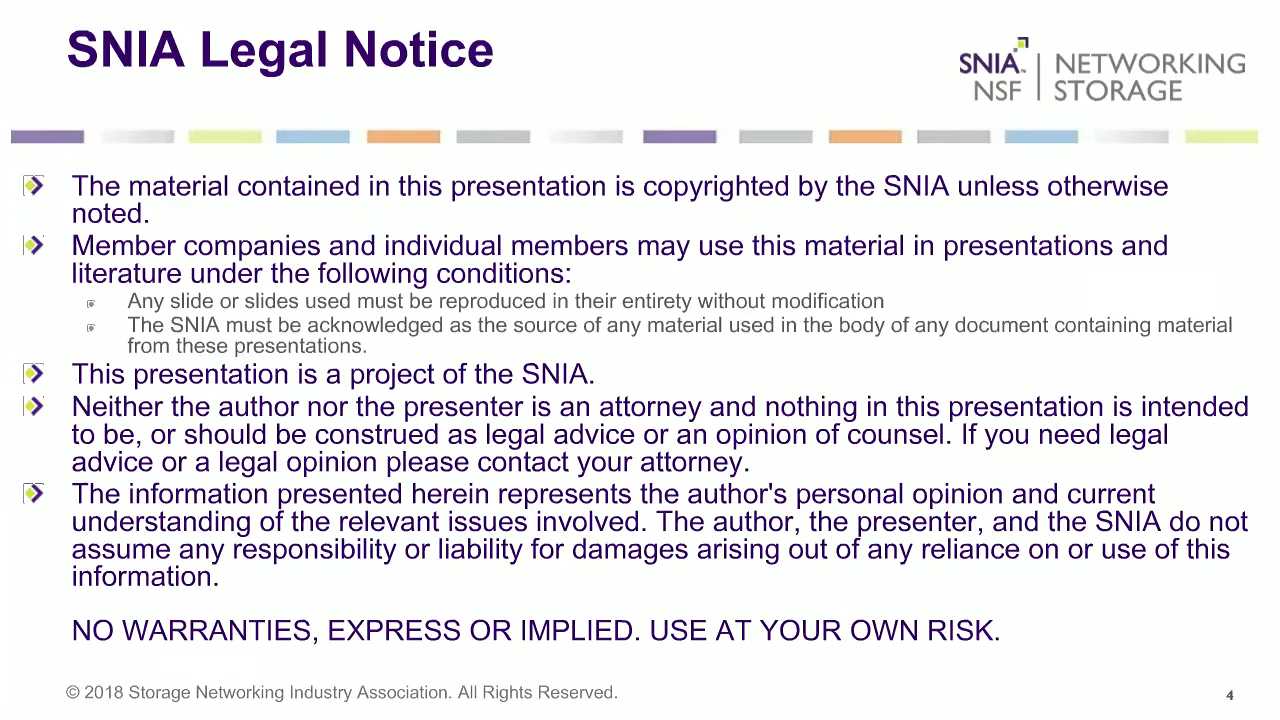 SNIA Legal Notice
SNIA™ | NETWORKING
NSF | STORAGE
The material contained in this presentation is copyrighted by the SNIA unless otherwise
noted.
Member companies and individual members may use this material in presentations and
literature under the following conditions:
Any slide or slides used must be reproduced in their entirety without modification
The SNIA must be acknowledged as the source of any material used in the body of any document containing material
from these presentations.
This presentation is a project of the SNIA.
Neither the author nor the presenter is an attorney and nothing in this presentation is intended
to be, or should be construed as legal advice or an opinion of counsel. If you need legal
advice or a legal opinion please contact your attorney.
The information presented herein represents the author's personal opinion and current
understanding of the relevant issues involved. The author, the presenter, and the SNIA do not
assume any responsibility or liability for damages arising out of any reliance on or use of this
information.
NO WARRANTIES, EXPRESS OR IMPLIED. USE AT YOUR OWN RISK.
© 2018 Storage Networking Industry Association. All Rights Reserved.
4